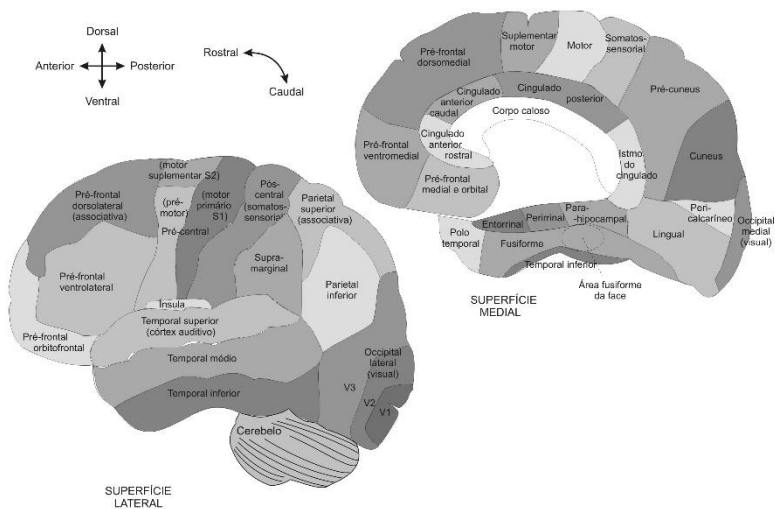 Dorsal
Anterior
Posterior
Ventral
Rostral
Caudal
Pré-frontal
dorsomedial
Suplementar
motor
Motor
Somatos-
sensorial
Pré-cuneus
Cingulado
anterior
caudal
Cingulado
posterior
Corpo caloso
Pré-frontal
ventromedial
Cingulado
anterior
rostral
Pré-frontal
medial e orbital
Istmo do
cingulado
Cuneus
Peri-
calcaríneo
Occipital
medial
(visual)
Polo
temporal
Entorrinal
Perirrinal
Para-
-hipocampal
Fusiforme
Lingual
Temporal inferior
Área fusiforme
da face
SUPERFÍCIE
MEDIAL
Pré-frontal
dorsolateral
(associativa)
(motor
suplementar S2)
(pré-
-motor)
Pré-central
(motor
primário
S1)
Pós-
central
(somatos-
sensorial)
Parietal
superior
(associativa)
Pré-frontal
ventrolateral
Supra-
marginal
Parietal
inferior
Ínsula
Pré-frontal
orbitofrontal
Temporal superior
(córtex auditivo)
Temporal médio
Temporal inferior
Occipital
lateral
(visual)
V3
V2
V1
Cerebelo
SUPERFÍCIE
LATERAL